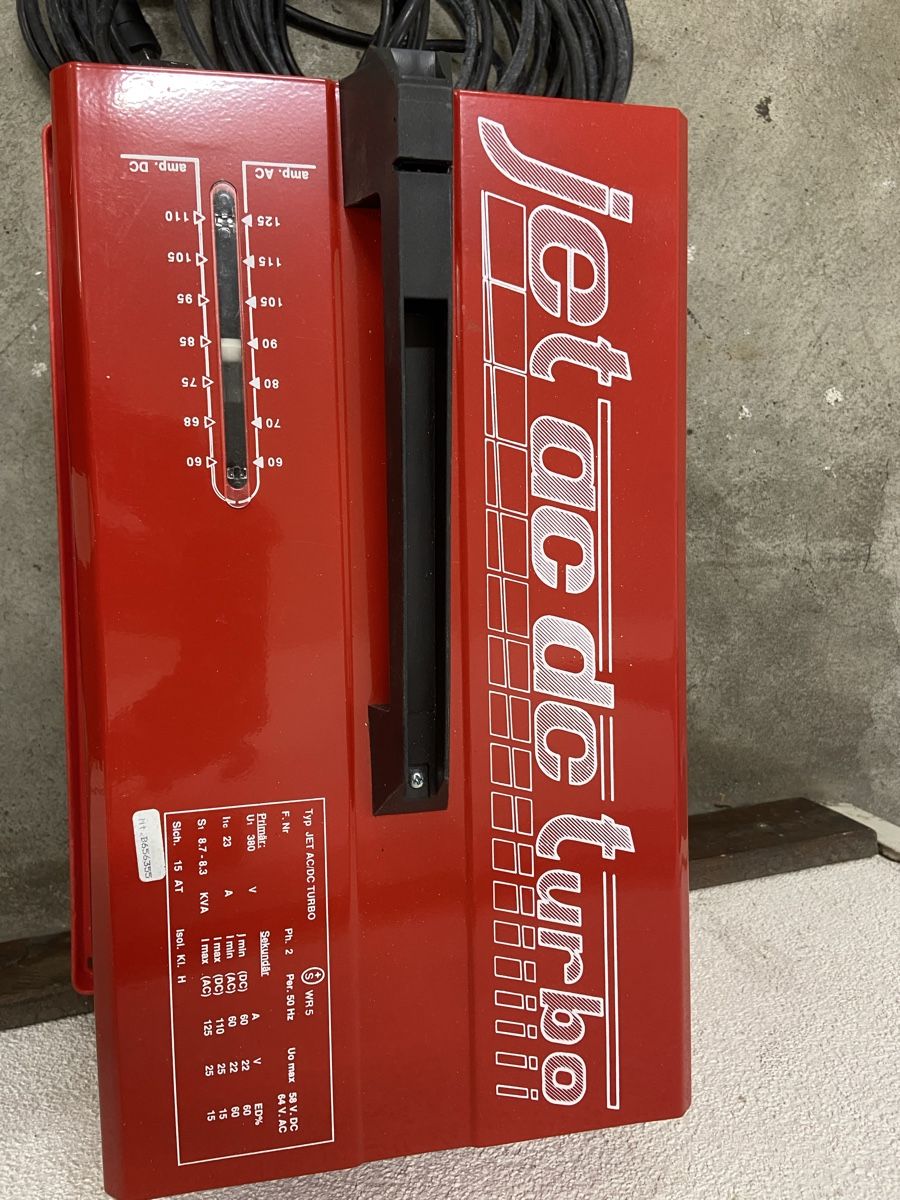 jet ac dc turbo
amp. DC
amp. AC
110 125
105 115
95 105
85 90
75 80
68 70
60 60
Typ JET AC/DC TURBO S WR 5
F. Nr Ph. 2 Per. 50 Hz Uo max 58 V. DC
64 V. AC
Primär: Sekundär A V ED%
U1 380 V J min (DC) 60 22 60
I1c 23 A I min (AC) 60 22 60
S1 8.7 - 8.3 KVA I max (DC) 110 25 15
I max (AC) 125 25 15
Sich. 15 AT Isol. Kl. H
Nt.B656355